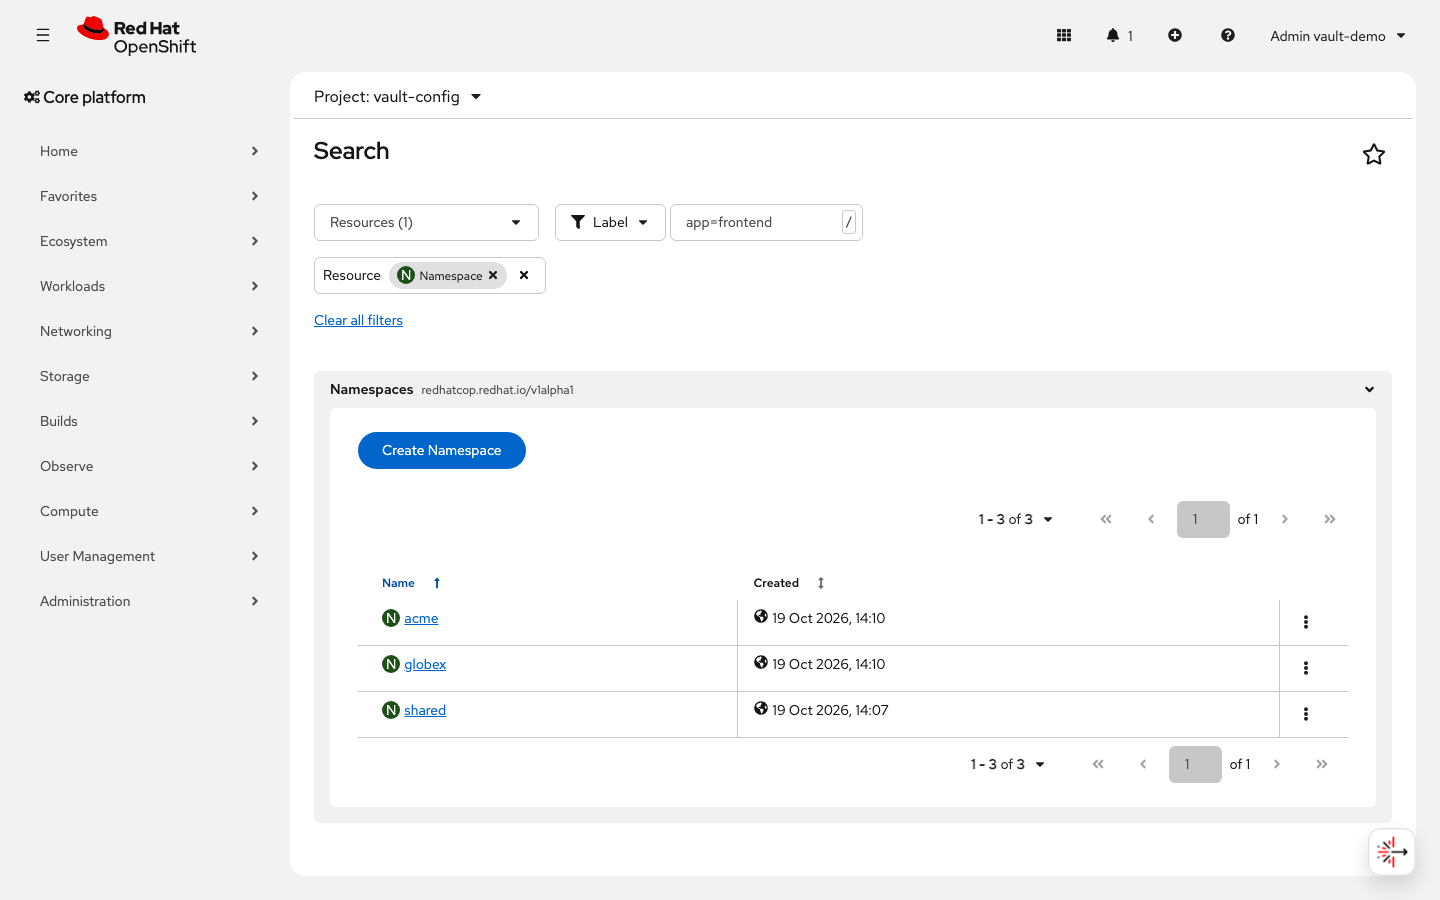 Red Hat
OpenShift
1
Admin vault-demo
Core platform
Home
Favorites
Ecosystem
Workloads
Networking
Storage
Builds
Observe
Compute
User Management
Administration
Project: vault-config
Search
Resources (1)
Label
app=frontend
/
Resource N Namespace
Clear all filters
Namespaces redhatcop.redhat.io/v1alpha1
Create Namespace
1 - 3 of 3 1 of 1
Name Created
N acme 19 Oct 2026, 14:10
N globex 19 Oct 2026, 14:10
N shared 19 Oct 2026, 14:07
1 - 3 of 3 1 of 1